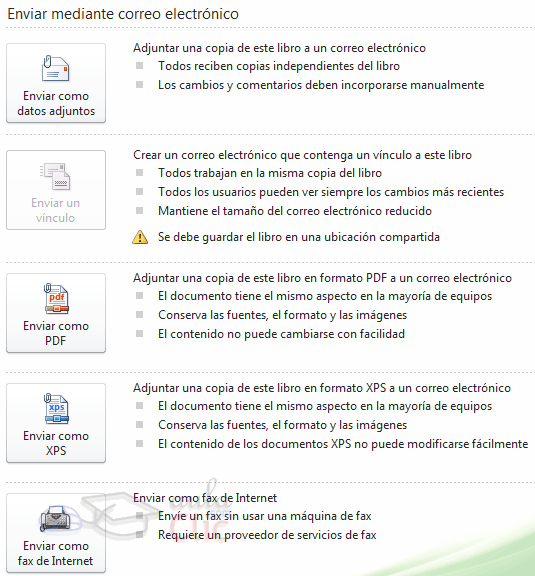 Enviar mediante correo electrónico
Enviar como
datos adjuntos
Adjuntar una copia de este libro a un correo electrónico
Todos reciben copias independientes del libro
Los cambios y comentarios deben incorporarse manualmente
Enviar un
vínculo
Crear un correo electrónico que contenga un vínculo a este libro
Todos trabajan en la misma copia del libro
Todos los usuarios pueden ver siempre los cambios más recientes
Mantiene el tamaño del correo electrónico reducido
Se debe guardar el libro en una ubicación compartida
pdf
Enviar como
PDF
Adjuntar una copia de este libro en formato PDF a un correo electrónico
El documento tiene el mismo aspecto en la mayoría de equipos
Conserva las fuentes, el formato y las imágenes
El contenido no puede cambiarse con facilidad
xps
Enviar como
XPS
Adjuntar una copia de este libro en formato XPS a un correo electrónico
El documento tiene el mismo aspecto en la mayoría de equipos
Conserva las fuentes, el formato y las imágenes
El contenido de los documentos XPS no puede modificarse fácilmente
Enviar como
fax de Internet
Enviar como fax de Internet
Envíe un fax sin usar una máquina de fax
Requiere un proveedor de servicios de fax
aula
clic